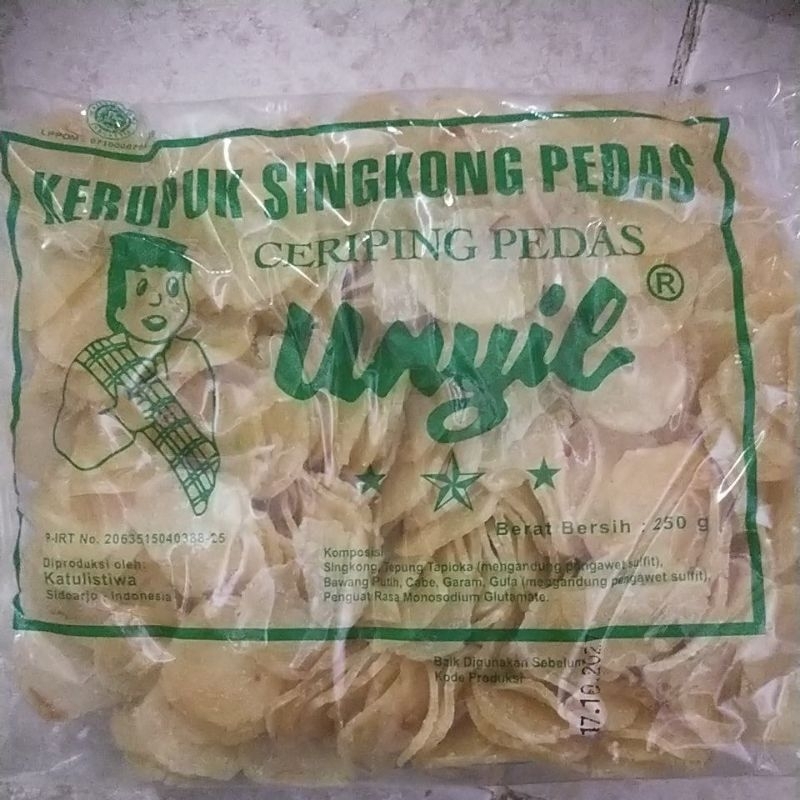 LPPOM
KERUPUK SINGKONG PEDAS
CERIPING PEDAS
Unyil ®
P-IRT No. 2063515040388-25
Berat Bersih : 250 g
Diproduksi oleh:
Katulistiwa
Sidoarjo - Indonesia
Komposisi
Singkong, Tepung Tapioka (mengandung pengawet sulfit),
Bawang Putih, Cabe, Garam, Gula (mengandung pengawet sulfit),
Penguat Rasa Monosodium Glutamate.
Baik Digunakan Sebelum
Kode Produksi
17.10.202